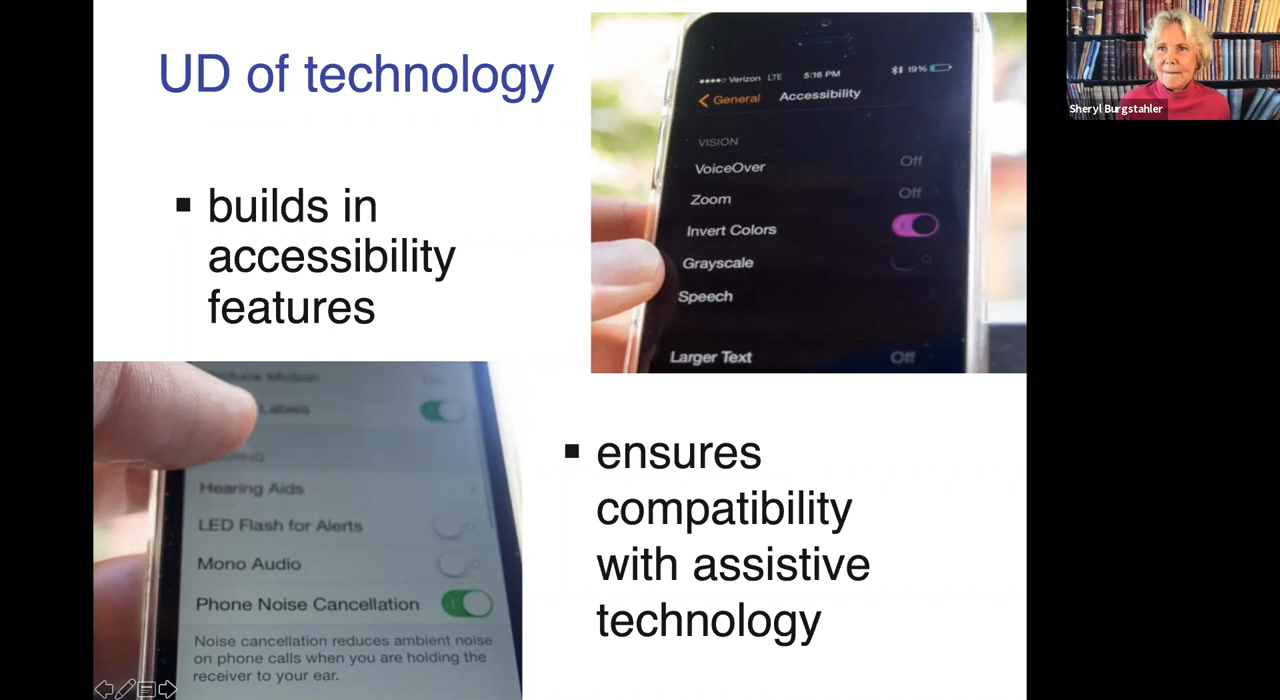 UD of technology
builds in
accessibility
features
Verizon LTE 5:16 PM 19%
General Accessibility
VISION
VoiceOver Off
Zoom Off
Invert Colors
Grayscale
Speech
Larger Text Off
Sheryl Burgstahler
Motion On
Labels
Hearing Aids
LED Flash for Alerts
Mono Audio
Phone Noise Cancellation
Noise cancellation reduces ambient noise
on phone calls when you are holding the
receiver to your ear.
ensures
compatibility
with assistive
technology